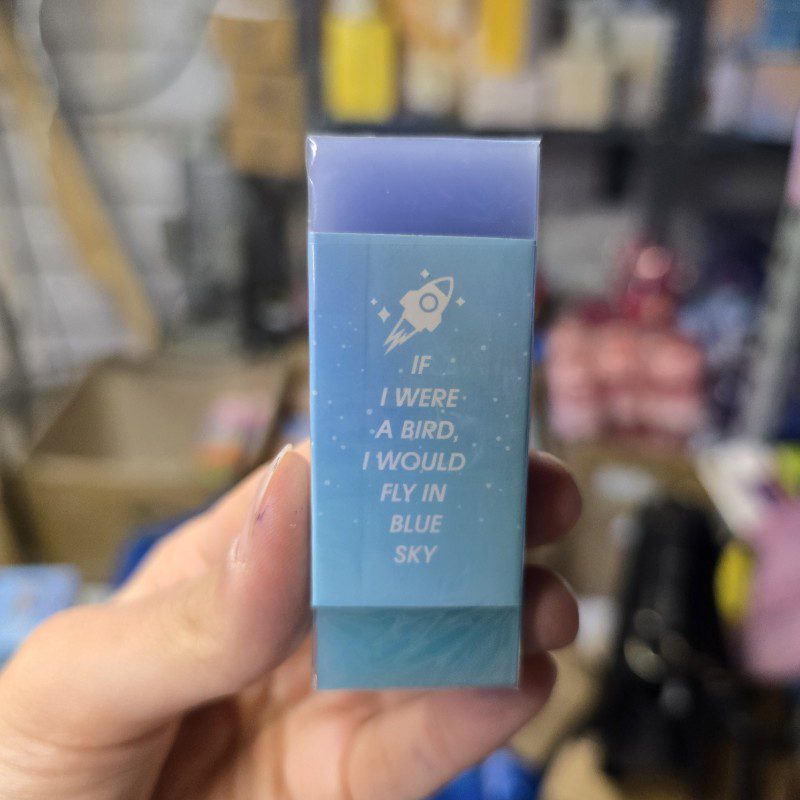 IF
I WERE
A BIRD,
I WOULD
FLY IN
BLUE
SKY